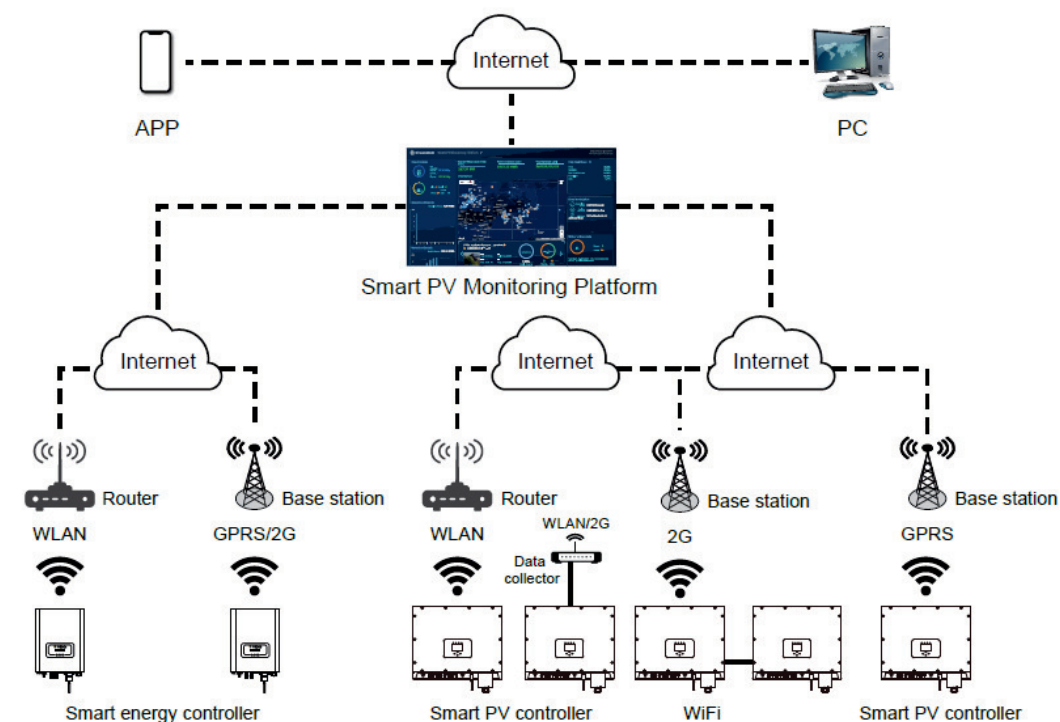 Internet
APP
PC
Smart PV Monitoring Platform
Internet
Internet
Internet
Router
Base station
Router
Base station
Base station
WLAN
GPRS/2G
WLAN
WLAN/2G
2G
GPRS
Data
collector
Smart energy controller
Smart PV controller
WiFi
Smart PV controller